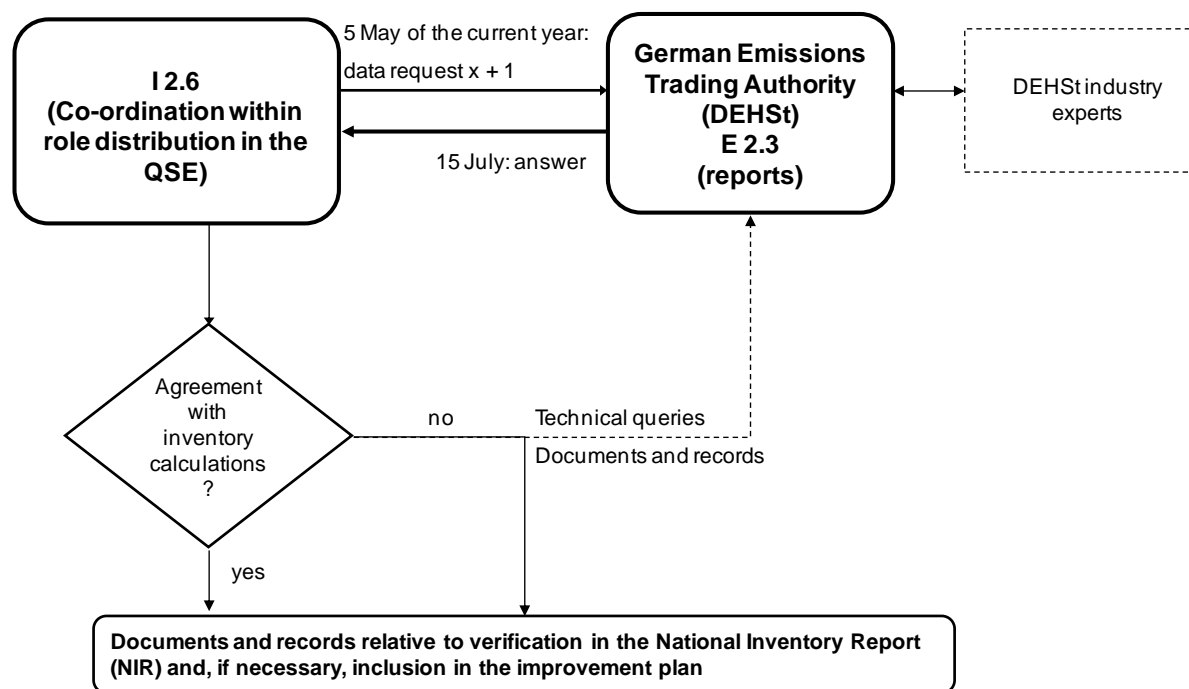 I 2.6
(Co-ordination within
role distribution in the
QSE)
5 May of the current year:
data request x + 1
15 July: answer
German Emissions
Trading Authority
(DEHSt)
E 2.3
(reports)
DEHSt industry
experts
Agreement
with
inventory
calculations
?
no
Technical queries
Documents and records
yes
Documents and records relative to verification in the National Inventory Report
(NIR) and, if necessary, inclusion in the improvement plan